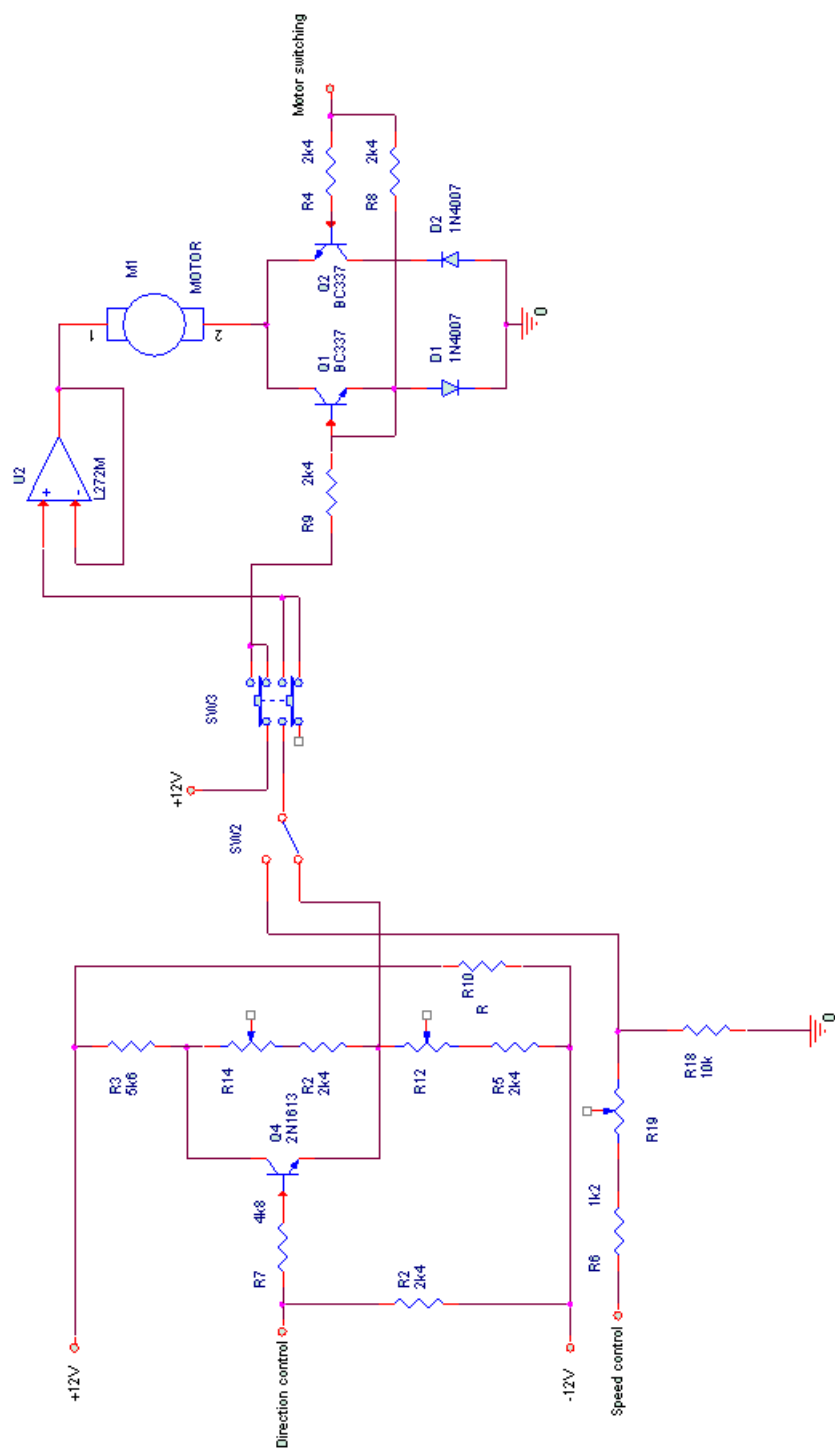 +12V
Direction control
-12V
Speed control
R7
4k8
R2
2k4
Q4
2N1613
R3
5k6
R14
R2
2k4
R12
R5
2k4
R10
R
R6
1k2
R19
R18
10k
0
SW2
+12V
SW3
U2
+
-
L272M
M1
MOTOR
1
2
R9
2k4
Q1
BC337
Q2
BC337
R4
2k4
R8
2k4
Motor switching
D1
1N4007
D2
1N4007
0